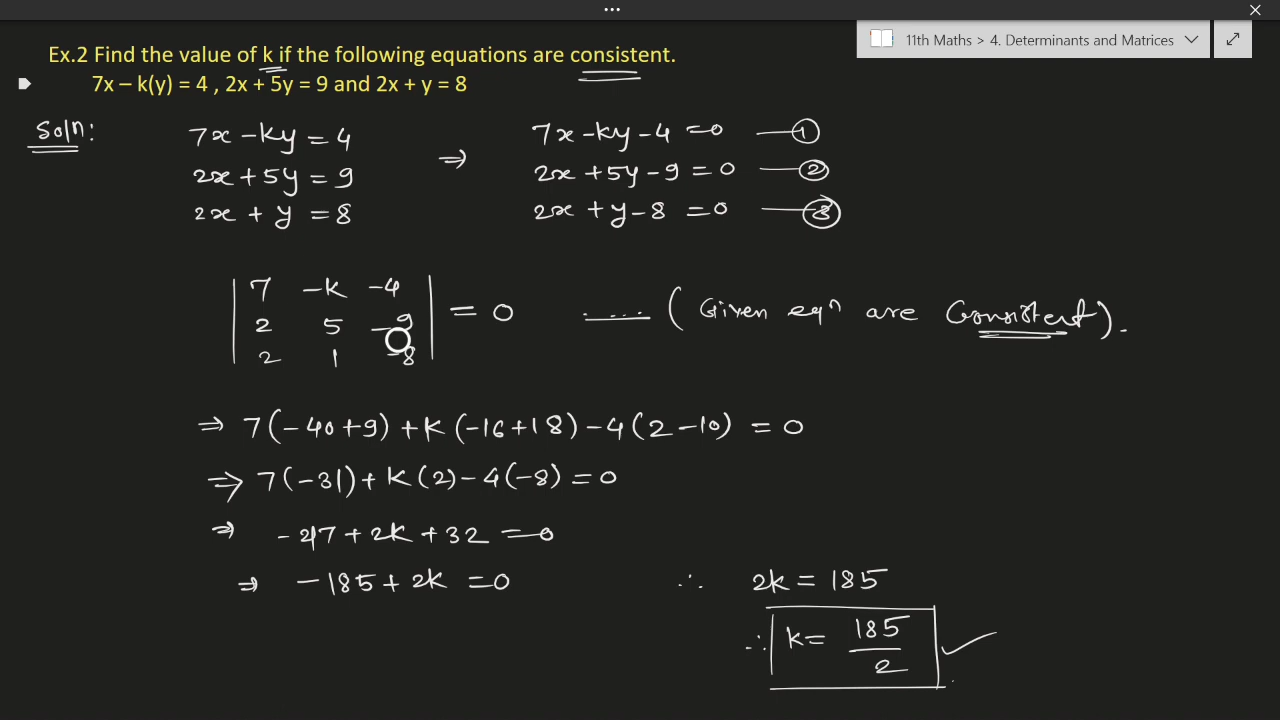 11th Maths > 4. Determinants and Matrices
Ex.2 Find the value of k if the following equations are consistent.
7x – k(y) = 4 , 2x + 5y = 9 and 2x + y = 8
Soln:
7x - ky = 4 ⇒ 7x - ky - 4 = 0 — ①
2x + 5y = 9 2x + 5y - 9 = 0 — ②
2x + y = 8 2x + y - 8 = 0 — ③
| 7 -k -4 |
| 2 5 -9 | = 0 ..... (Given eqn are Consistent).
| 2 1 -8 |
⇒ 7(-40+9) + k(-16+18) - 4(2-10) = 0
⇒ 7(-31) + k(2) - 4(-8) = 0
⇒ -217 + 2k + 32 = 0
⇒ -185 + 2k = 0 ∴ 2k = 185
∴ k = 185/2 ✓